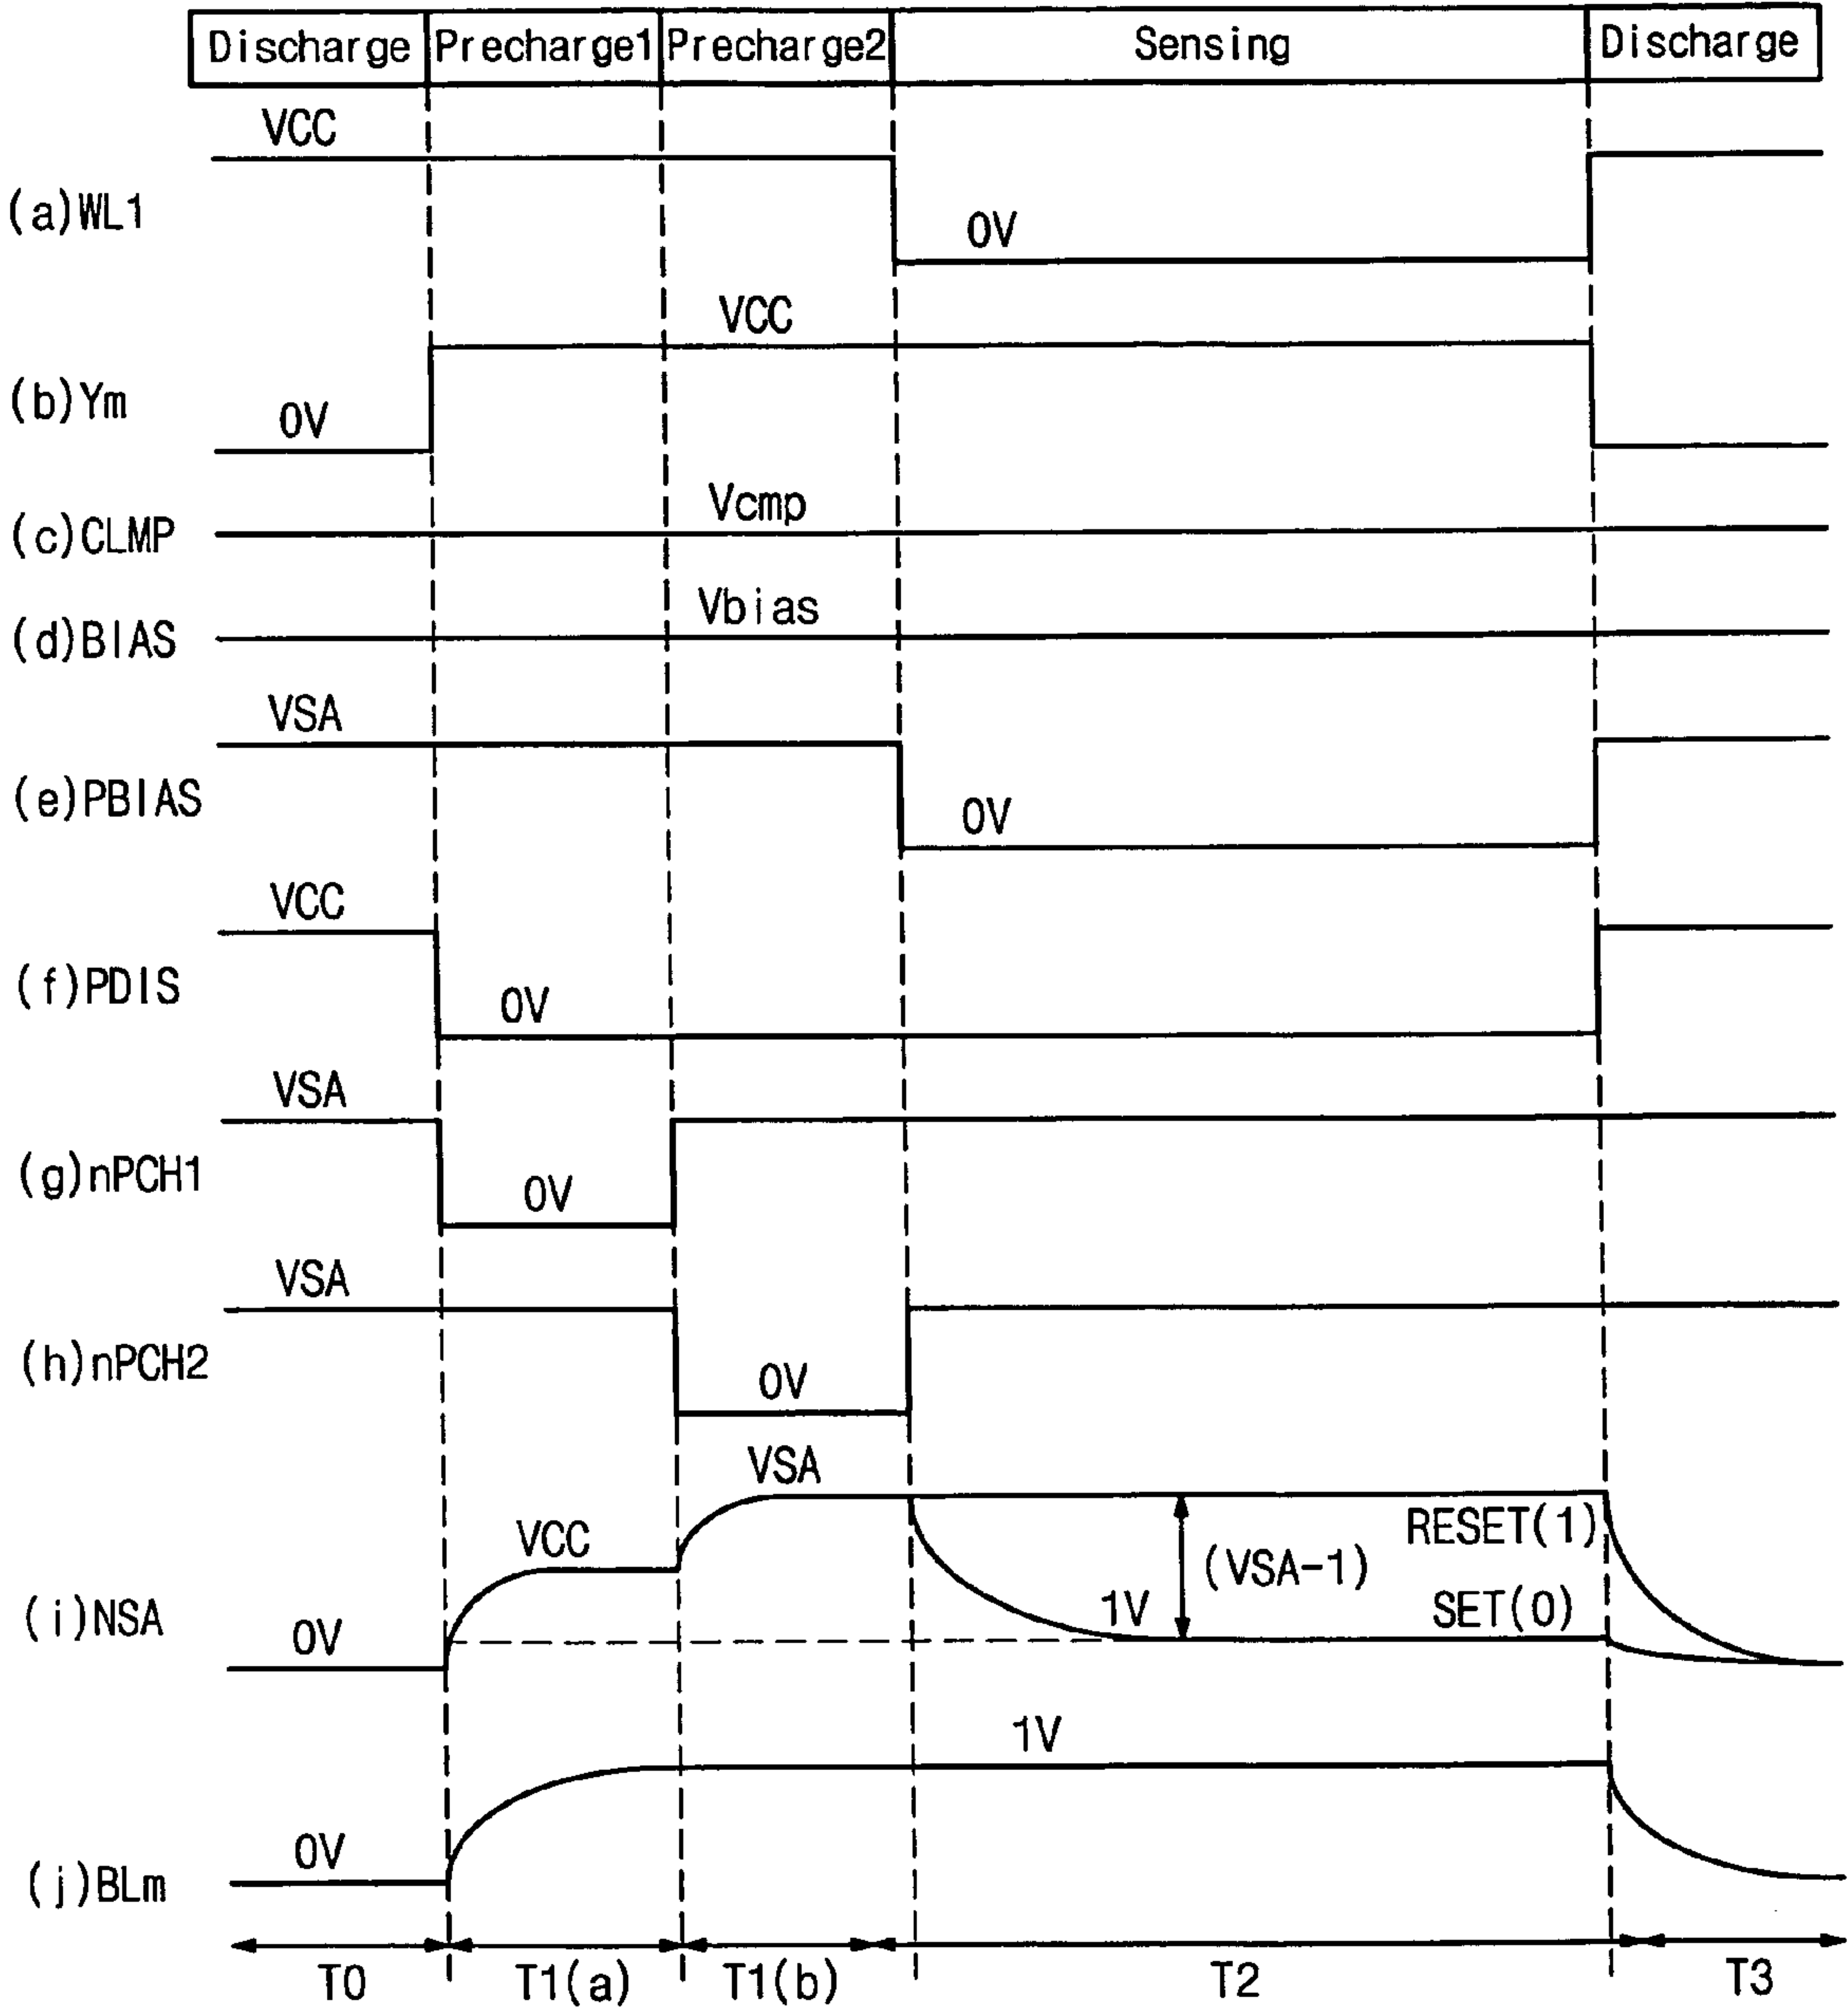 Discharge Precharge1 Precharge2 Sensing Discharge
VCC
(a)WL1
0V
VCC
(b)Ym
0V
Vcmp
(c)CLMP
Vbias
(d)BIAS
VSA
(e)PBIAS
0V
VCC
(f)PDIS
0V
VSA
(g)nPCH1
0V
VSA
(h)nPCH2
0V
VSA
VCC
RESET(1)
(VSA-1)
(i)NSA
0V
1V
SET(0)
1V
0V
(j)BLm
T0 T1(a) T1(b) T2 T3